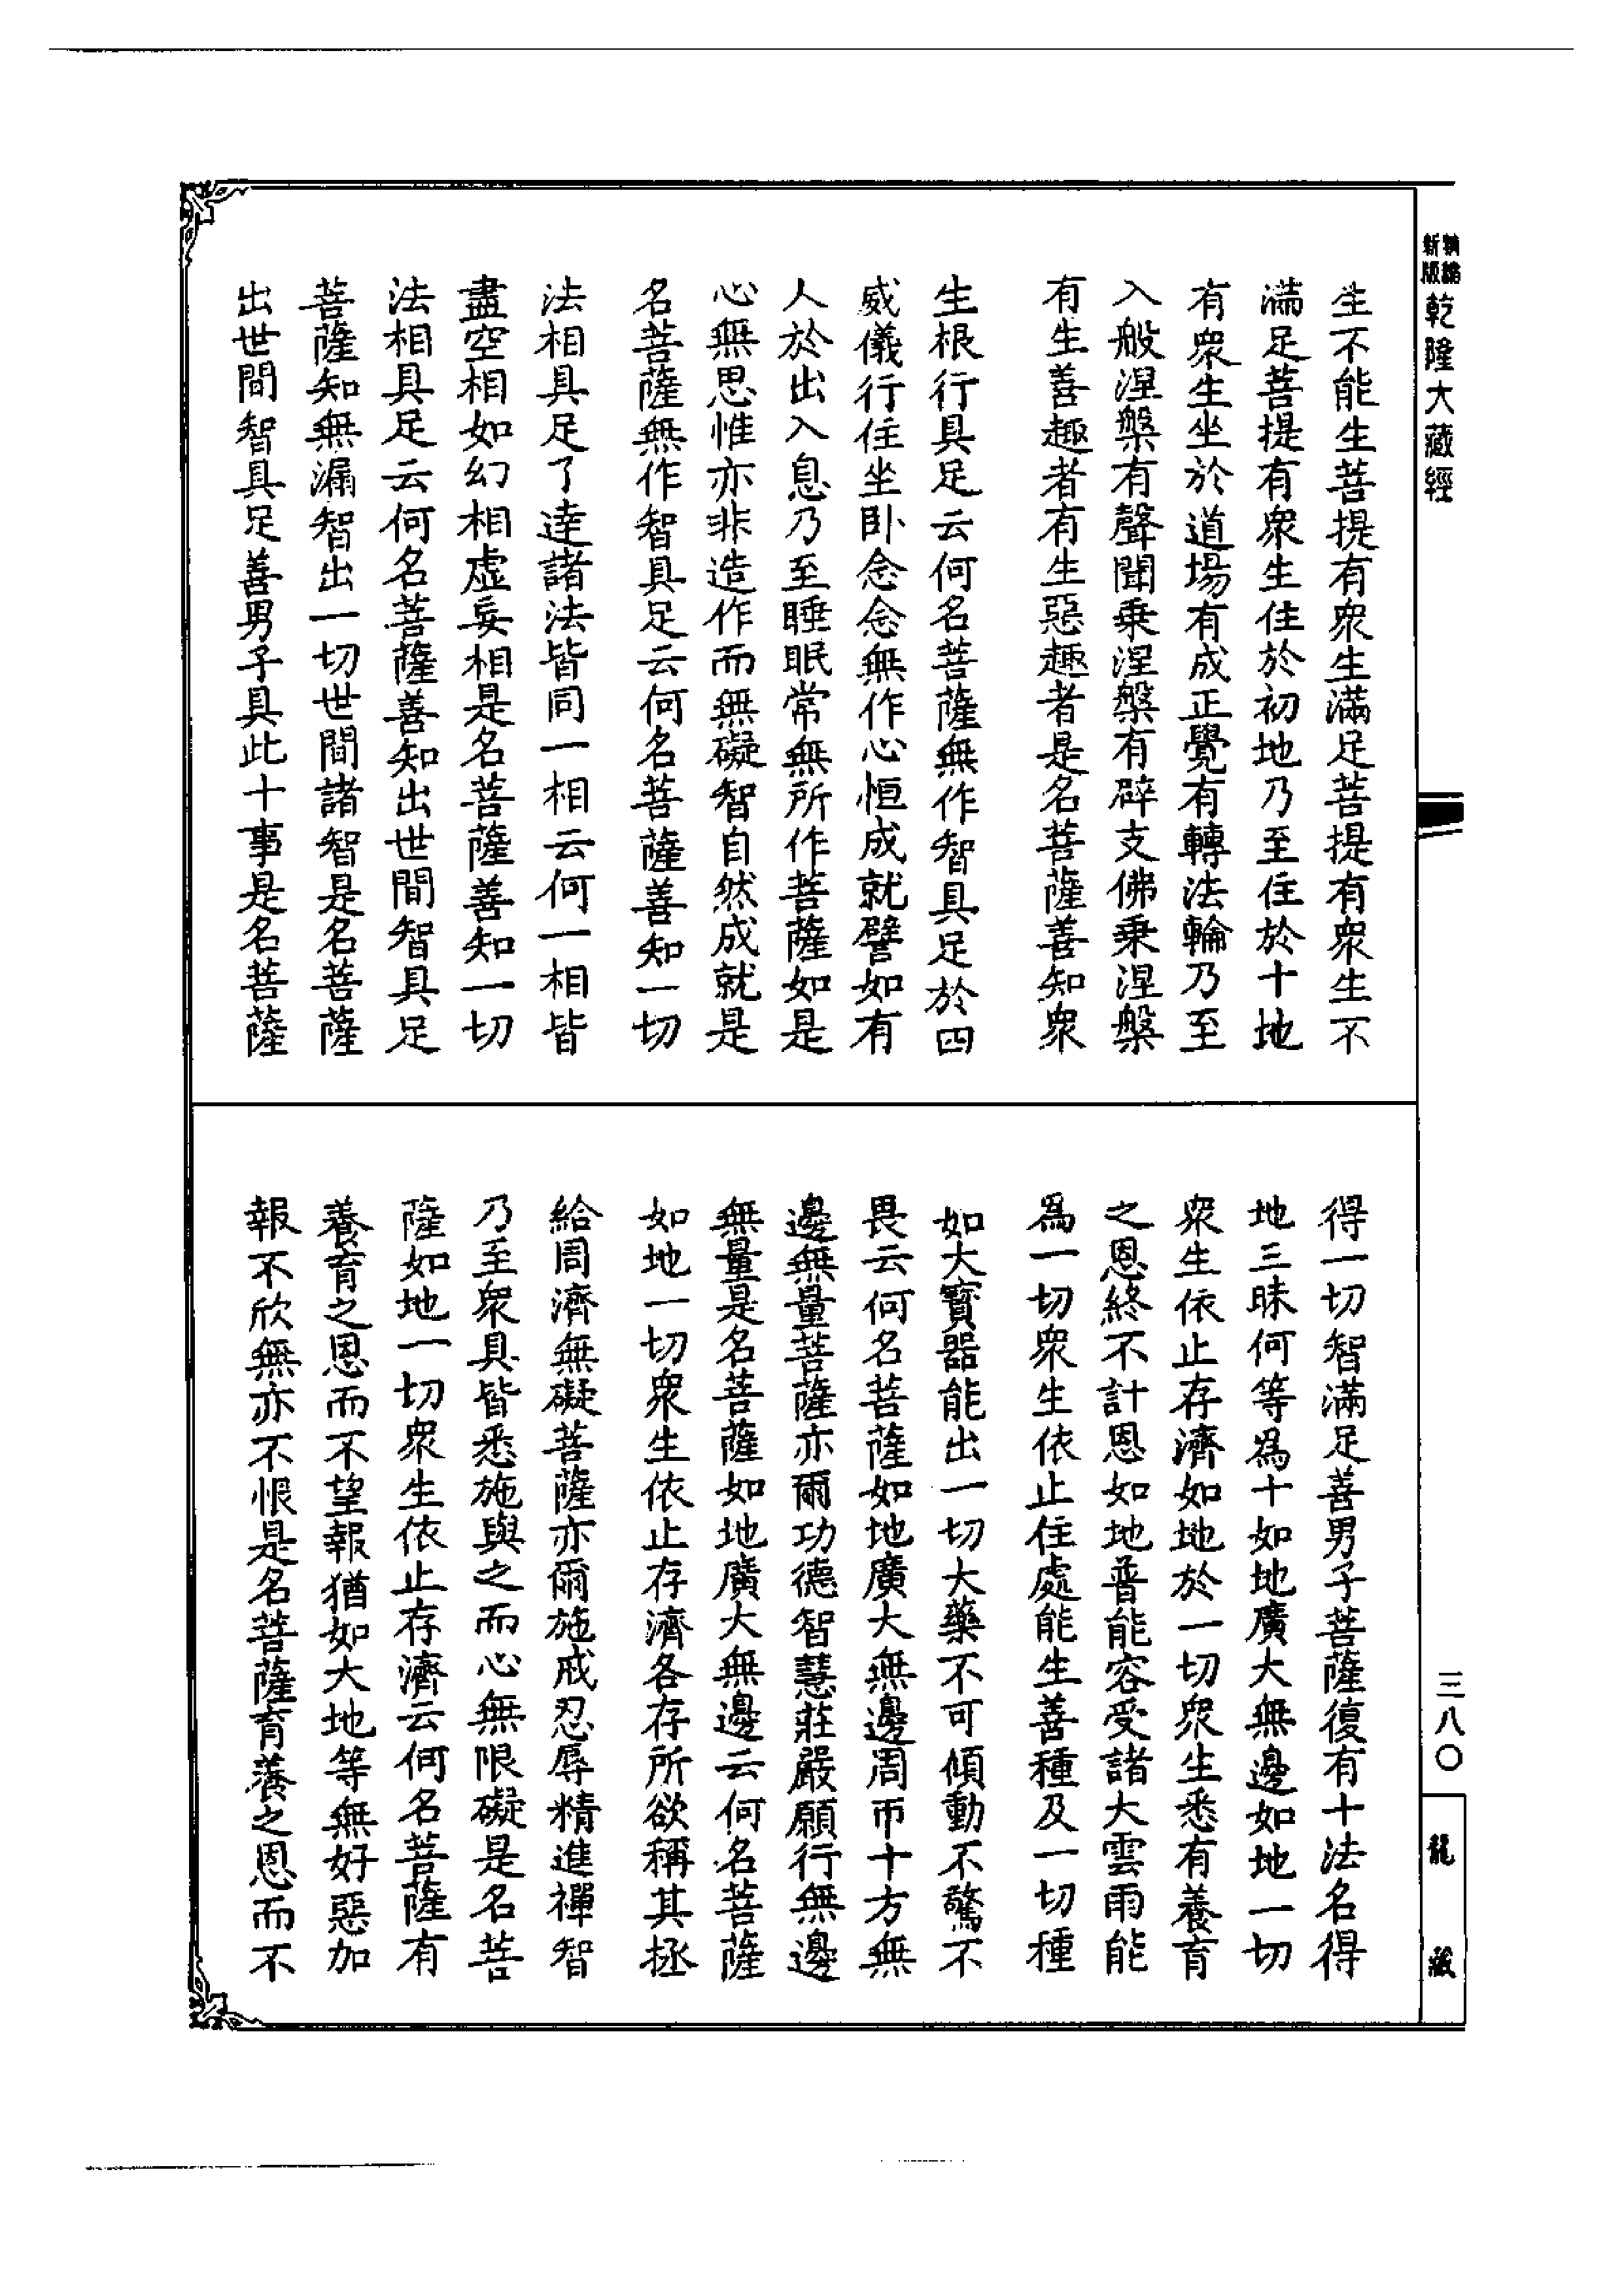 新編
新版
乾隆大藏經
生不能生菩提有眾生滿足菩提有眾生不
滿足菩提有眾生住於初地乃至住於十地
有眾生坐於道場有成正覺有轉法輪乃至
入般涅槃有聲聞乘涅槃有辟支佛乘涅槃
有生善趣者有生惡趣者是名菩薩善知眾
生根行具足云何名菩薩無作智具足於四
威儀行住坐臥念念無作心恒成就譬如有
人於出入息乃至睡眠常無所作菩薩如是
心無思惟亦非造作而無礙智自然成就是
名菩薩無作智具足云何名菩薩善知一切
法相具足了達諸法皆同一相云何一相皆
盡空相如幻相虛妄相是名菩薩善知一切
法相具足云何名菩薩善知出世間智具足
菩薩知無漏智出一切世間諸智是名菩薩
出世間智具足善男子具此十事是名菩薩
得一切智滿足善男子菩薩復有十法名得
地三昧何等為十如地廣大無邊如地一切
眾生依止存濟如地於一切眾生悉有養育
之恩終不計恩如地普能容受諸大雲雨能
為一切眾生依止住處能生善種及一切種
如大寶器能出一切大藥不可傾動不驚不
畏云何名菩薩如地廣大無邊周帀十方無
邊無量菩薩亦爾功德智慧莊嚴願行無邊
無量是名菩薩如地廣大無邊云何名菩薩
如地一切眾生依止存濟各存所欲稱其拯
給周濟無礙菩薩亦爾施戒忍辱精進禪智
乃至眾具皆悉施與之而心無限礙是名菩
薩如地一切眾生依止存濟云何名菩薩有
養育之恩而不望報猶如大地等無好惡加
報不欣無亦不恨是名菩薩育養之恩而不
三八〇
龍藏